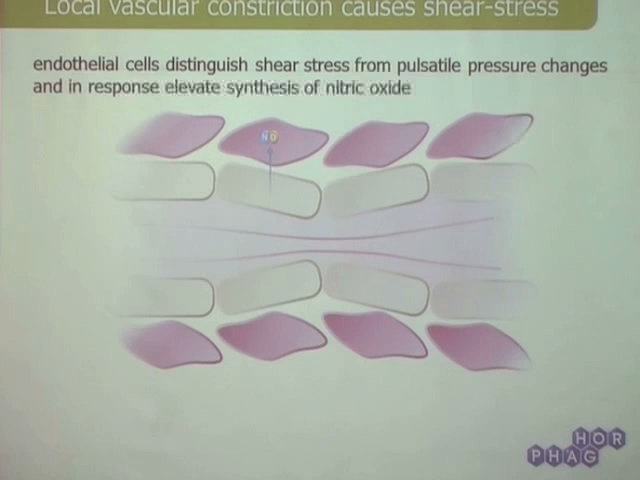 Local vascular constriction causes shear-stress
endothelial cells distinguish shear stress from pulsatile pressure changes
and in response elevate synthesis of nitric oxide
NO
HOR
PHAG